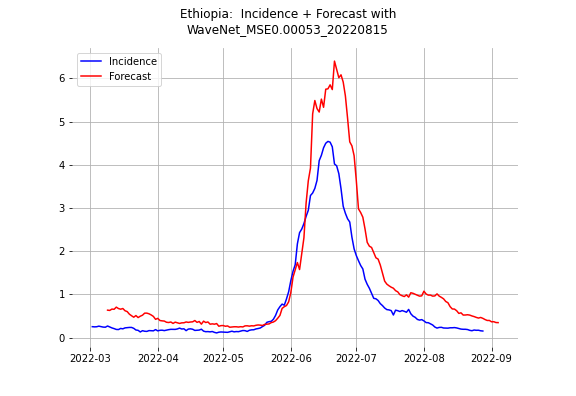 Ethiopia:  Incidence + Forecast with
WaveNet_MSE0.00053_20220815
Incidence
Forecast
6
5
4
3
2
1
0
2022-03 2022-04 2022-05 2022-06 2022-07 2022-08 2022-09